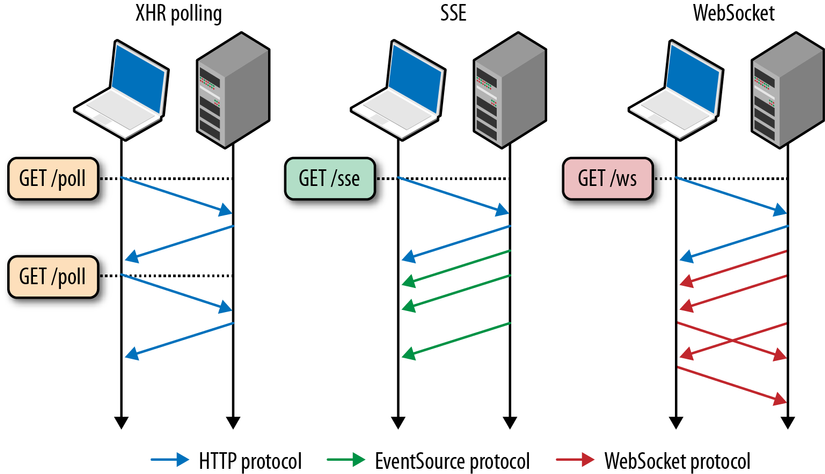 XHR polling
SSE
WebSocket
GET /poll
GET /sse
GET /ws
GET /poll
HTTP protocol
EventSource protocol
WebSocket protocol